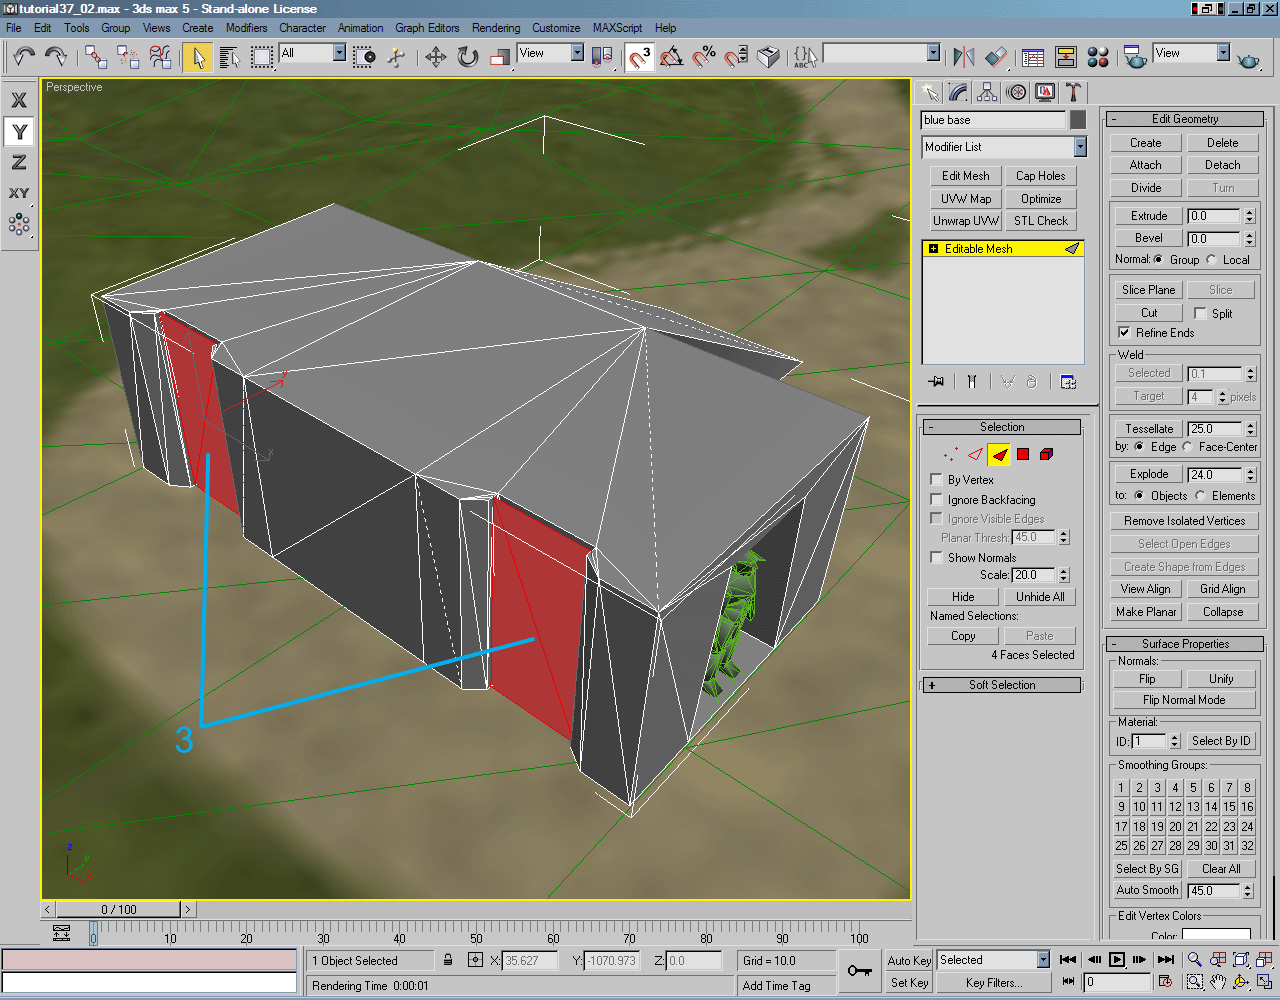 tutorial37_02.max - 3ds max 5 - Stand-alone License
File Edit Tools Group Views Create Modifiers Character Animation Graph Editors Rendering Customize MAXScript Help
All
View
3
ABC
View
X
Y
Z
XY
Perspective
3
z
y
x
blue base
Modifier List
Edit Mesh Cap Holes
UVW Map Optimize
Unwrap UVW STL Check
Editable Mesh
- Selection
By Vertex
Ignore Backfacing
Ignore Visible Edges
Planar Thresh: 45.0
Show Normals
Scale: 20.0
Hide Unhide All
Named Selections:
Copy Paste
4 Faces Selected
+ Soft Selection
- Edit Geometry
Create Delete
Attach Detach
Divide Turn
Extrude 0.0
Bevel 0.0
Normal: Group Local
Slice Plane Slice
Cut Split
Refine Ends
Weld
Selected 0.1
Target 4 pixels
Tessellate 25.0
by: Edge Face-Center
Explode 24.0
to: Objects Elements
Remove Isolated Vertices
Select Open Edges
Create Shape from Edges
View Align Grid Align
Make Planar Collapse
- Surface Properties
Normals:
Flip Unify
Flip Normal Mode
Material:
ID: 1 Select By ID
Smoothing Groups:
1 2 3 4 5 6 7 8
9 10 11 12 13 14 15 16
17 18 19 20 21 22 23 24
25 26 27 28 29 30 31 32
Select By SG Clear All
Auto Smooth 45.0
Edit Vertex Colors
Color:
< 0 / 100 >
0 10 20 30 40 50 60 70 80 90 100
1 Object Selected X: 35.627 Y: -1070.973 Z: 0.0 Grid = 10.0 Auto Key Selected
Rendering Time 0:00:01 Add Time Tag Set Key Key Filters... 0